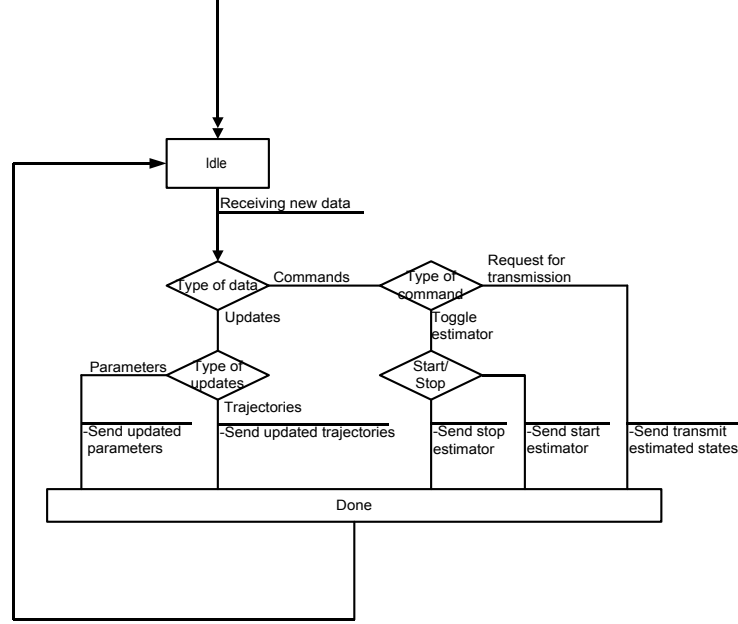 Idle
Receiving new data
Type of data
Commands
Type of
command
Request for
transmission
Updates
Toggle
estimator
Parameters
Type of
updates
Start/
Stop
Trajectories
-Send updated
parameters
-Send updated trajectories
-Send stop
estimator
-Send start
estimator
-Send transmit
estimated states
Done